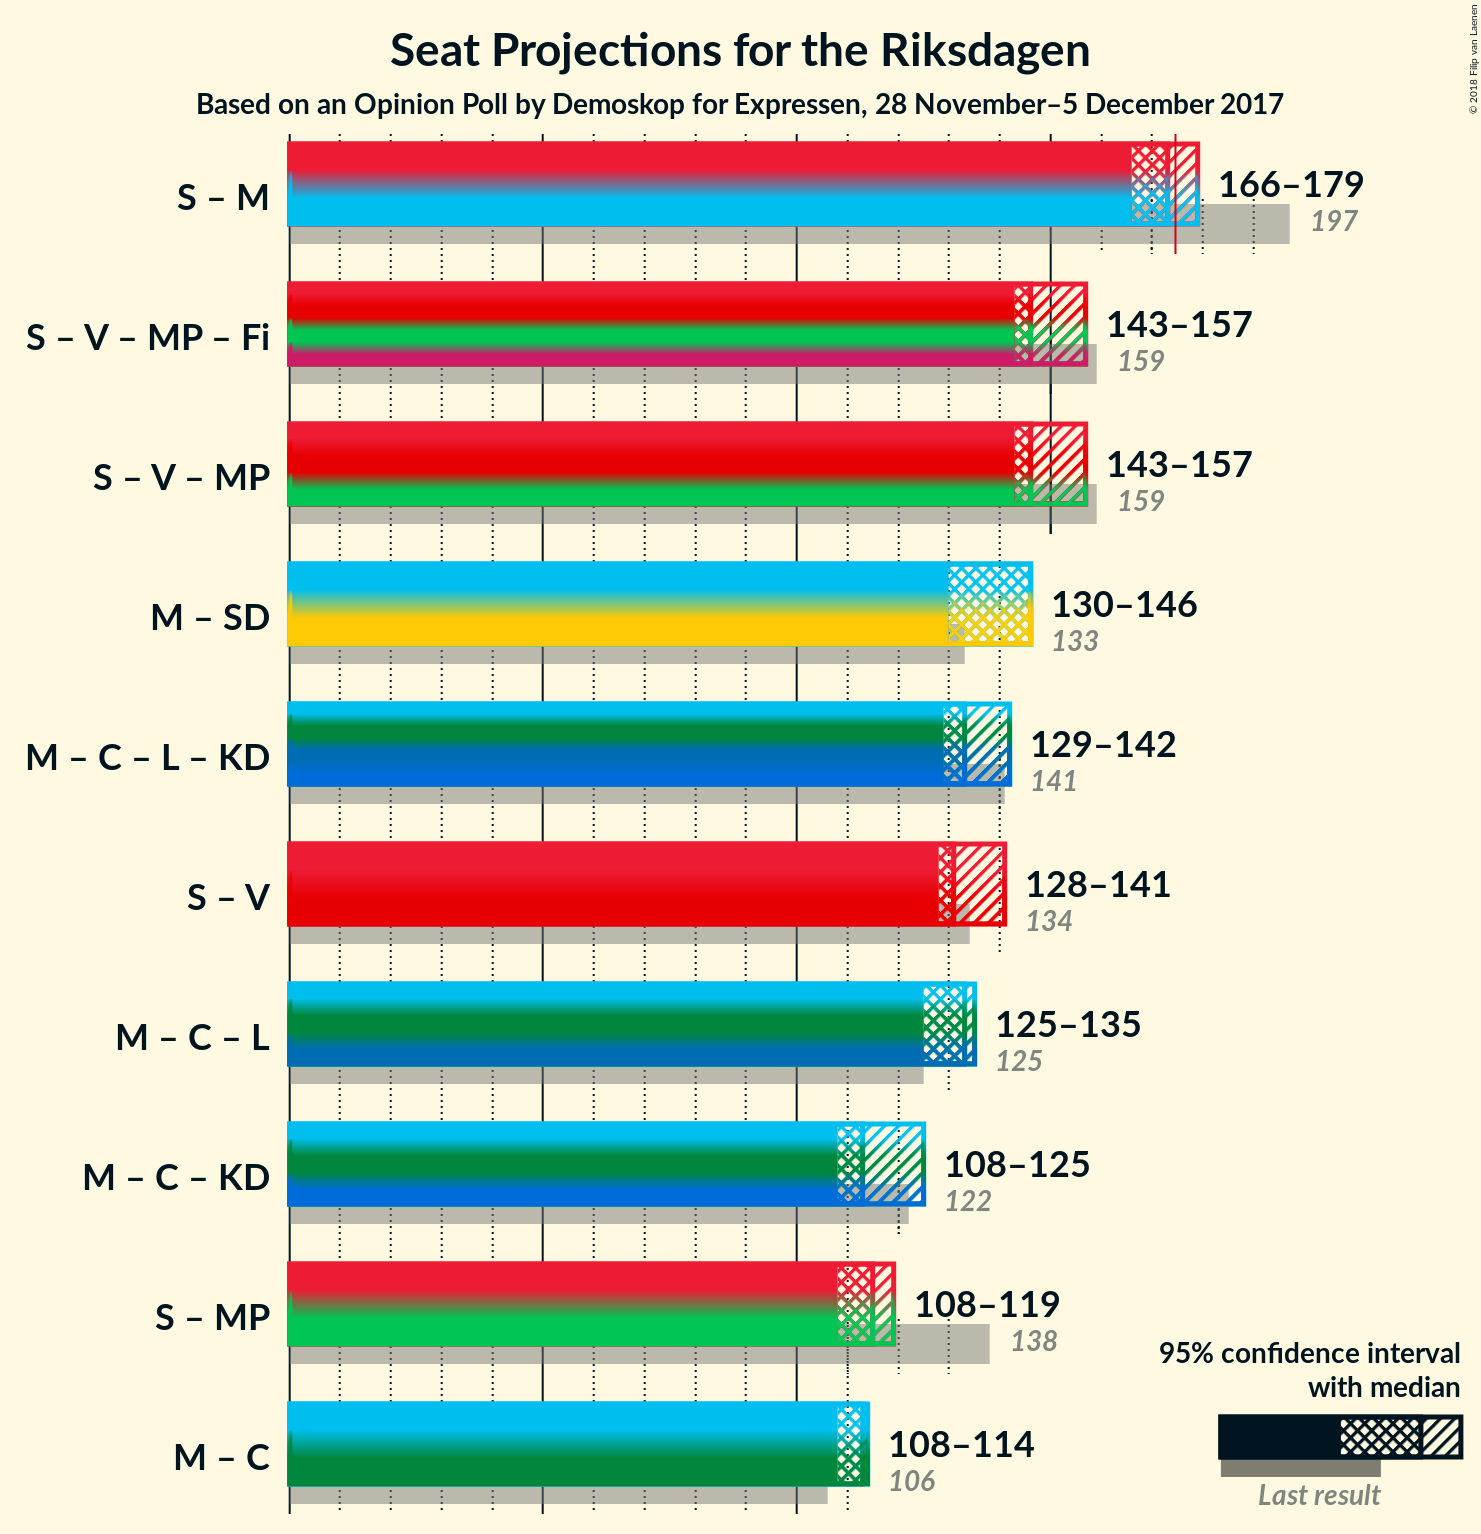 Seat Projections for the Riksdagen
Based on an Opinion Poll by Demoskop for Expressen, 28 November–5 December 2017
© 2018 Filip van Laenen
S – M
166–179
197
S – V – MP – Fi
143–157
159
S – V – MP
143–157
159
M – SD
130–146
133
M – C – L – KD
129–142
141
S – V
128–141
134
M – C – L
125–135
125
M – C – KD
108–125
122
S – MP
108–119
138
M – C
108–114
106
95% confidence interval
with median
Last result